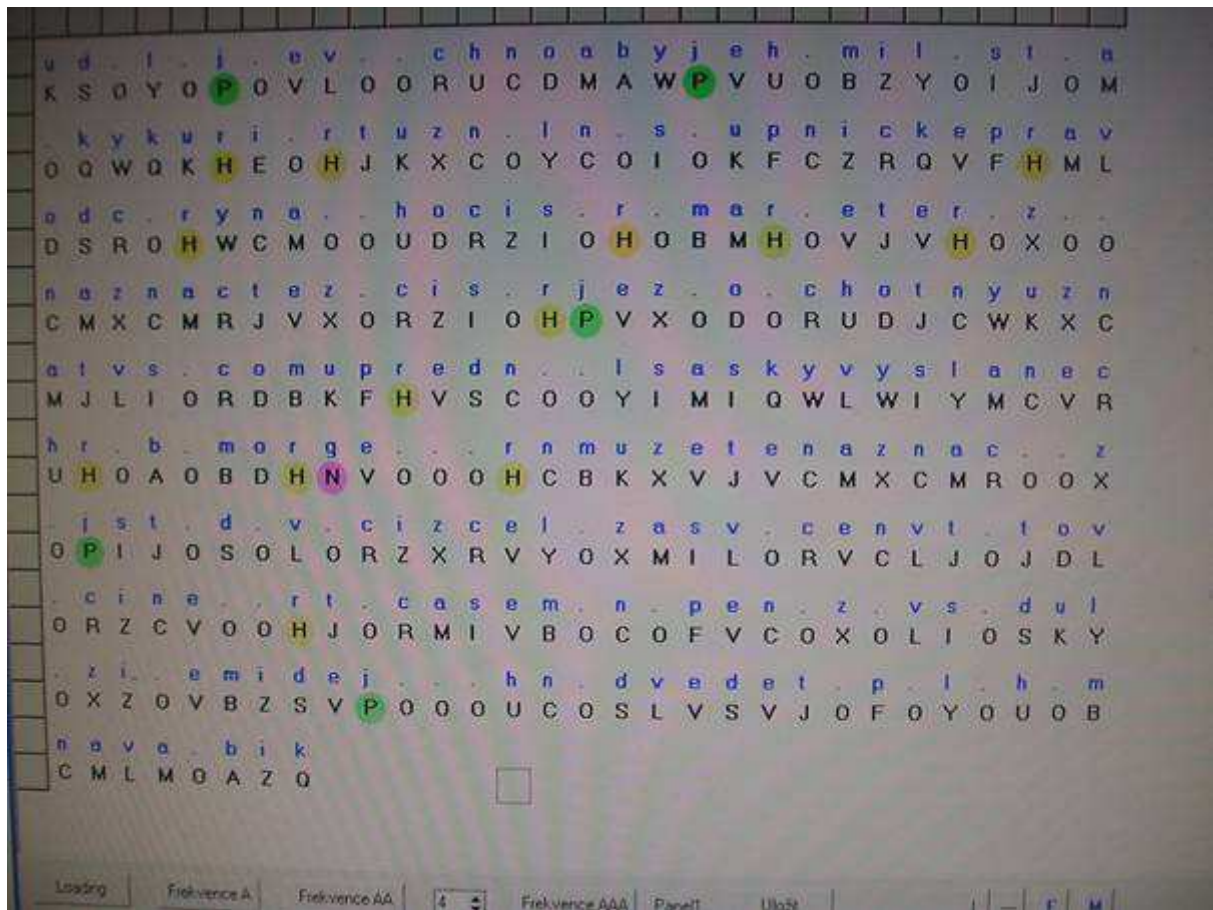 u d . l . j . e v . . c h n o a b y j e h . m i l . s t . a
K S O Y O P O V L O O R U C D M A W P V U O B Z Y O I J O M
. k y k u r i . r t u z n . l n . s . u p n i c k e p r a v
O Q W Q K H E O H J K X C O Y C O I O K F C Z R Q V F H M L
o d c . r y n a . . h o c i s . r . m a r . e t e r . z . .
D S R O H W C M O O U D R Z I O H O B M H O V J V H O X O O
n a z n a c t e z . c i s . r j e z . o . c h o t n y u z n
C M X C M R J V X O R Z I O H P V X O D O R U D J C W K X C
a t v s . c o m u p r e d n . . l s a s k y v y s l a n e c
M J L I O R D B K F H V S C O O Y I M I Q W L W I Y M C V R
h r . b . m o r g e . . . r n m u z e t e n a z n a c . . z
U H O A O B D H N V O O O H C B K X V J V C M X C M R O O X
. j s t . d . v . c i z c e l . z a s v . c e n v t . t o v
O P I J O S O L O R Z X R V Y O X M I L O R V C L J O J D L
. c i n e . . r t . c a s e m . n . p e n . z . v s . d u l
O R Z C V O O H J O R M I V B O C O F V C O X O L I O S K Y
. z i . e m i d e j . . . h n . d v e d e t . p . l . h . m
O X Z O V B Z S V P O O O U C O S L V S V J O F O Y O U O B
n a v a . b i k
C M L M O A Z Q
Loading Frekvence A Frekvence AA 4 Frekvence AAA Panel1 Uložit F M